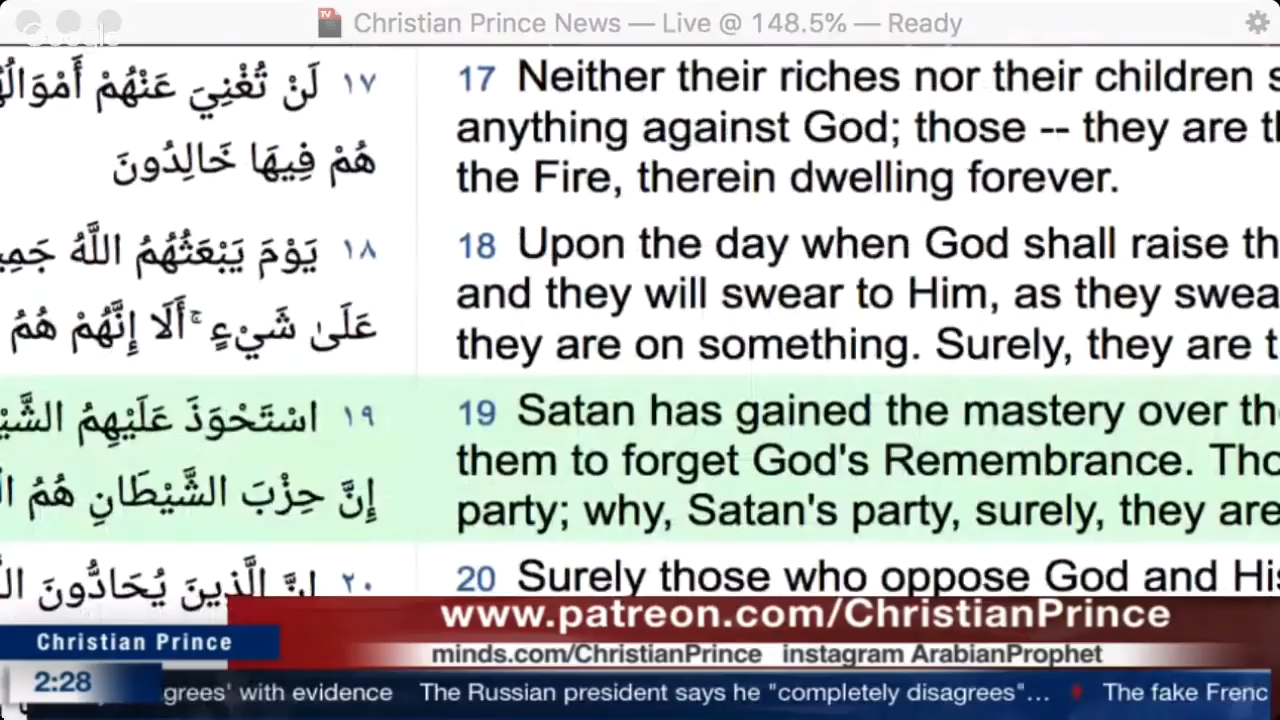 Christian Prince News — Live @ 148.5% — Ready
١٧ لَنْ تُغْنِيَ عَنْهُمْ
هُمْ فِيهَا خَالِدُونَ
١٨ يَوْمَ يَبْعَثُهُمُ اللَّهُ
عَلَىٰ شَيْءٍ ۚ أَلَا إِنَّهُمْ هُمُ
١٩ اسْتَحْوَذَ عَلَيْهِمُ
إِنَّ حِزْبَ الشَّيْطَانِ هُمُ
٢٠ إِنَّ الَّذِينَ يُحَادُّونَ
17 Neither their riches nor their children
anything against God; those -- they are
the Fire, therein dwelling forever.
18 Upon the day when God shall raise
and they will swear to Him, as they
they are on something. Surely, they are
19 Satan has gained the mastery over
them to forget God's Remembrance.
party; why, Satan's party, surely, they are
20 Surely those who oppose God and
www.patreon.com/ChristianPrince
Christian Prince
minds.com/ChristianPrince instagram ArabianProphet
2:28
grees' with evidence The Russian president says he "completely disagrees"... The fake Frenc